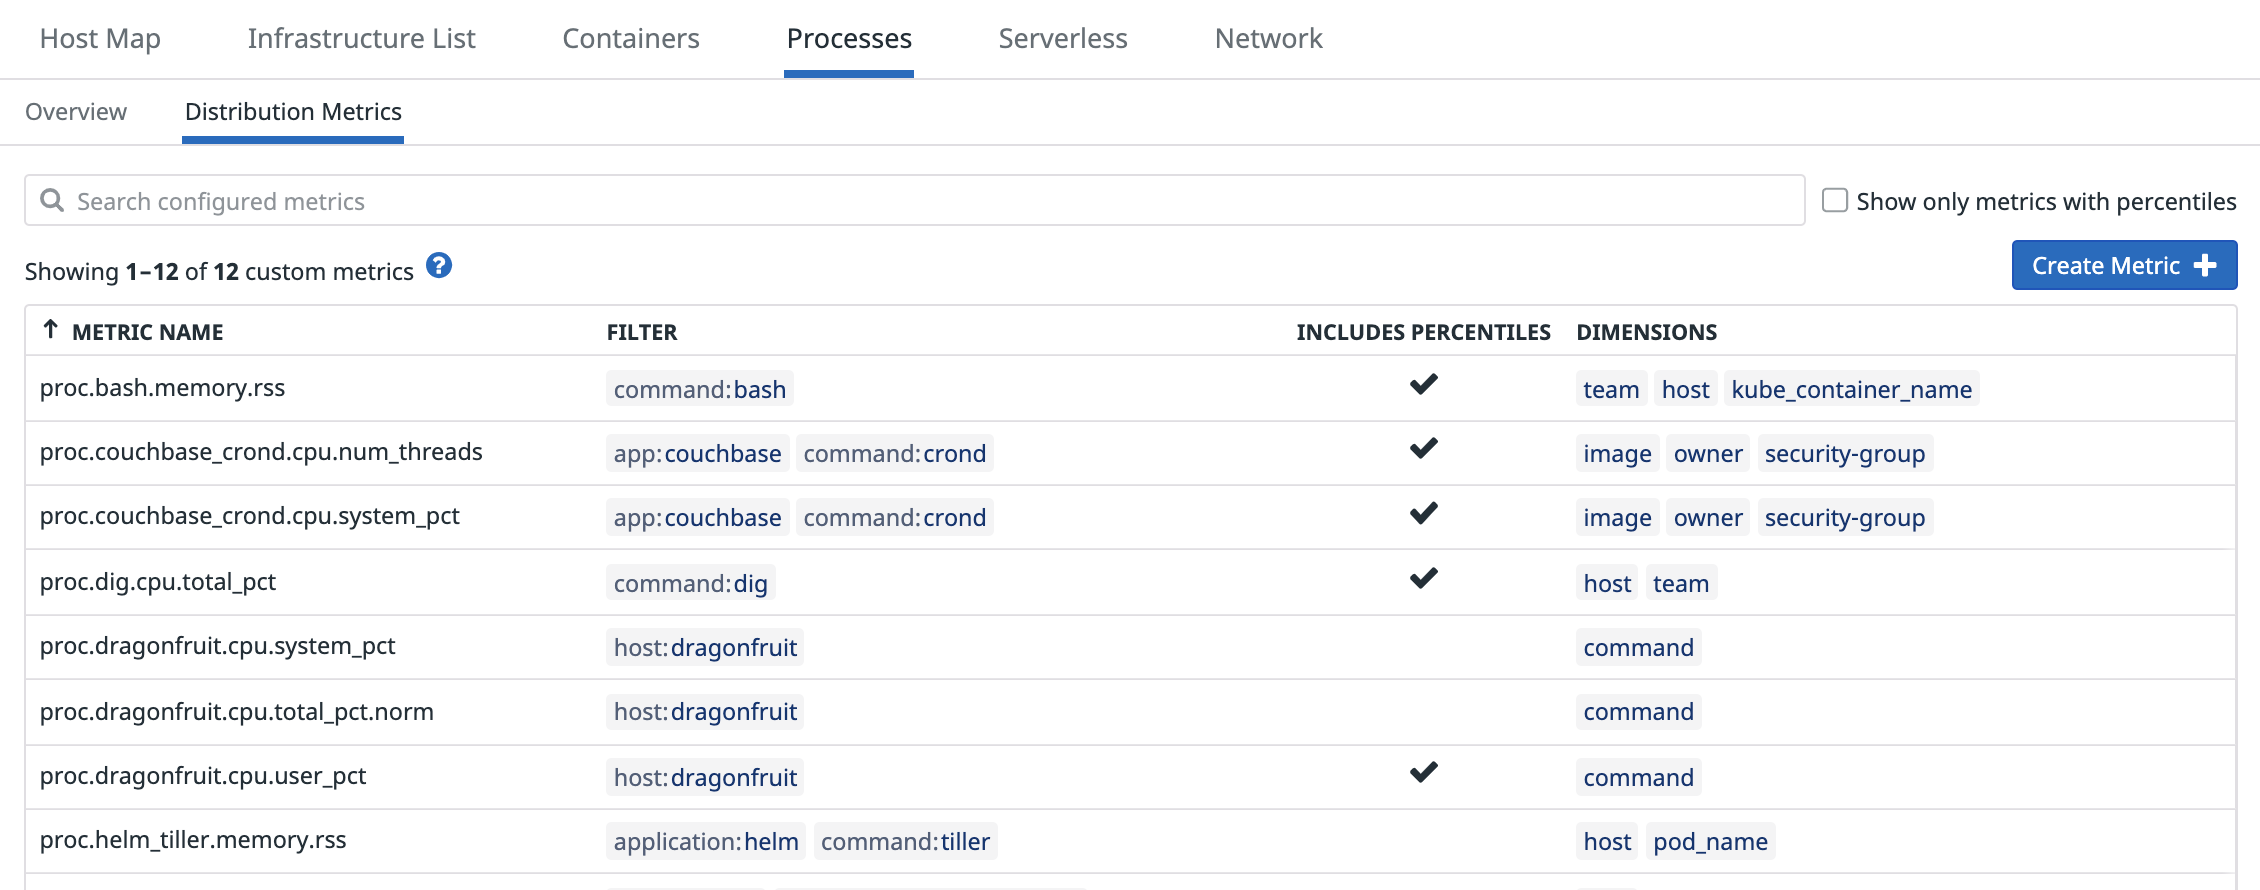 Host Map Infrastructure List Containers Processes Serverless Network
Overview Distribution Metrics
Search configured metrics Show only metrics with percentiles
Showing 1–12 of 12 custom metrics ? Create Metric
METRIC NAME FILTER INCLUDES PERCENTILES DIMENSIONS
proc.bash.memory.rss command:bash team host kube_container_name
proc.couchbase_crond.cpu.num_threads app:couchbase command:crond image owner security-group
proc.couchbase_crond.cpu.system_pct app:couchbase command:crond image owner security-group
proc.dig.cpu.total_pct command:dig host team
proc.dragonfruit.cpu.system_pct host:dragonfruit command
proc.dragonfruit.cpu.total_pct.norm host:dragonfruit command
proc.dragonfruit.cpu.user_pct host:dragonfruit command
proc.helm_tiller.memory.rss application:helm command:tiller host pod_name